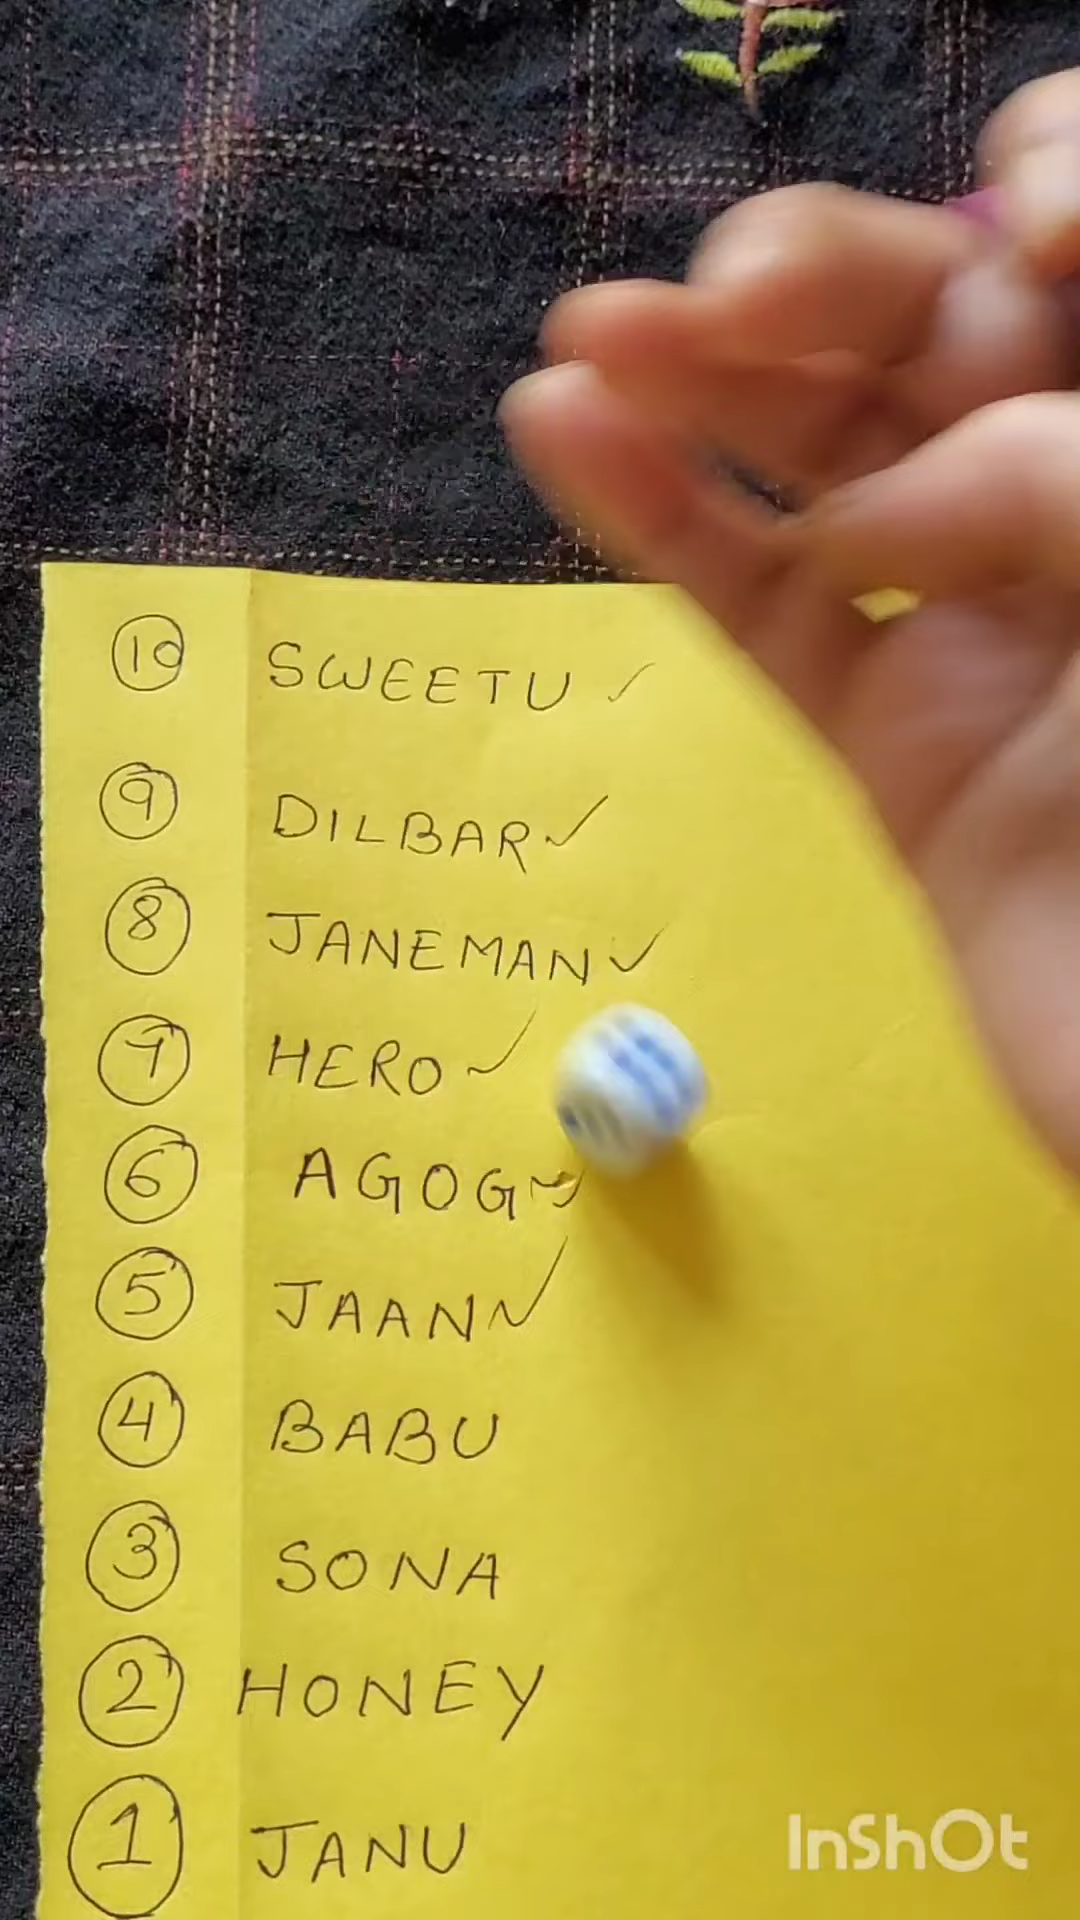 10 SWEETU ✓
9 DILBAR ✓
8 JANEMAN ✓
7 HERO ✓
6 AGOG ✓
5 JAAN ✓
4 BABU
3 SONA
2 HONEY
1 JANU
InShOt